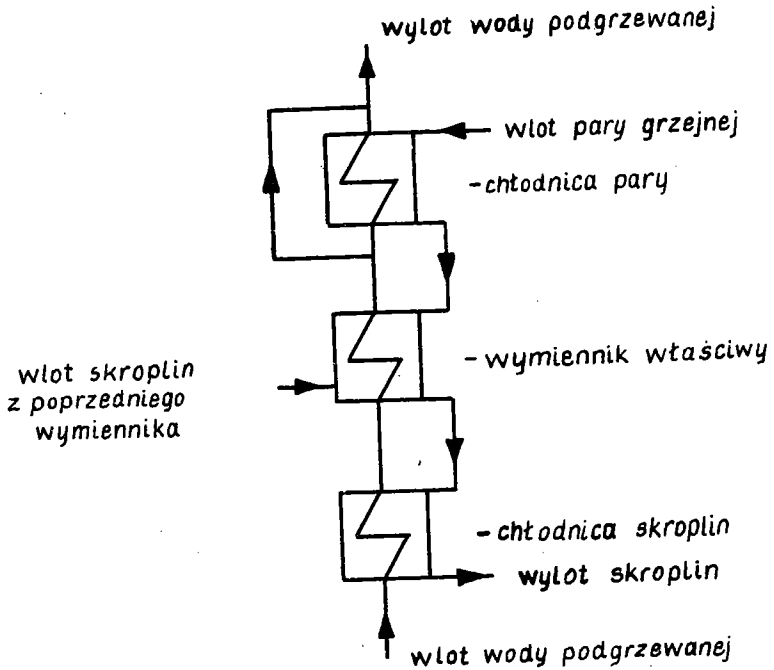 wylot wody podgrzewanej
wlot pary grzejnej
-chłodnica pary
-wymiennik właściwy
wlot skroplin
z poprzedniego
wymiennika
-chłodnica skroplin
wylot skroplin
wlot wody podgrzewanej